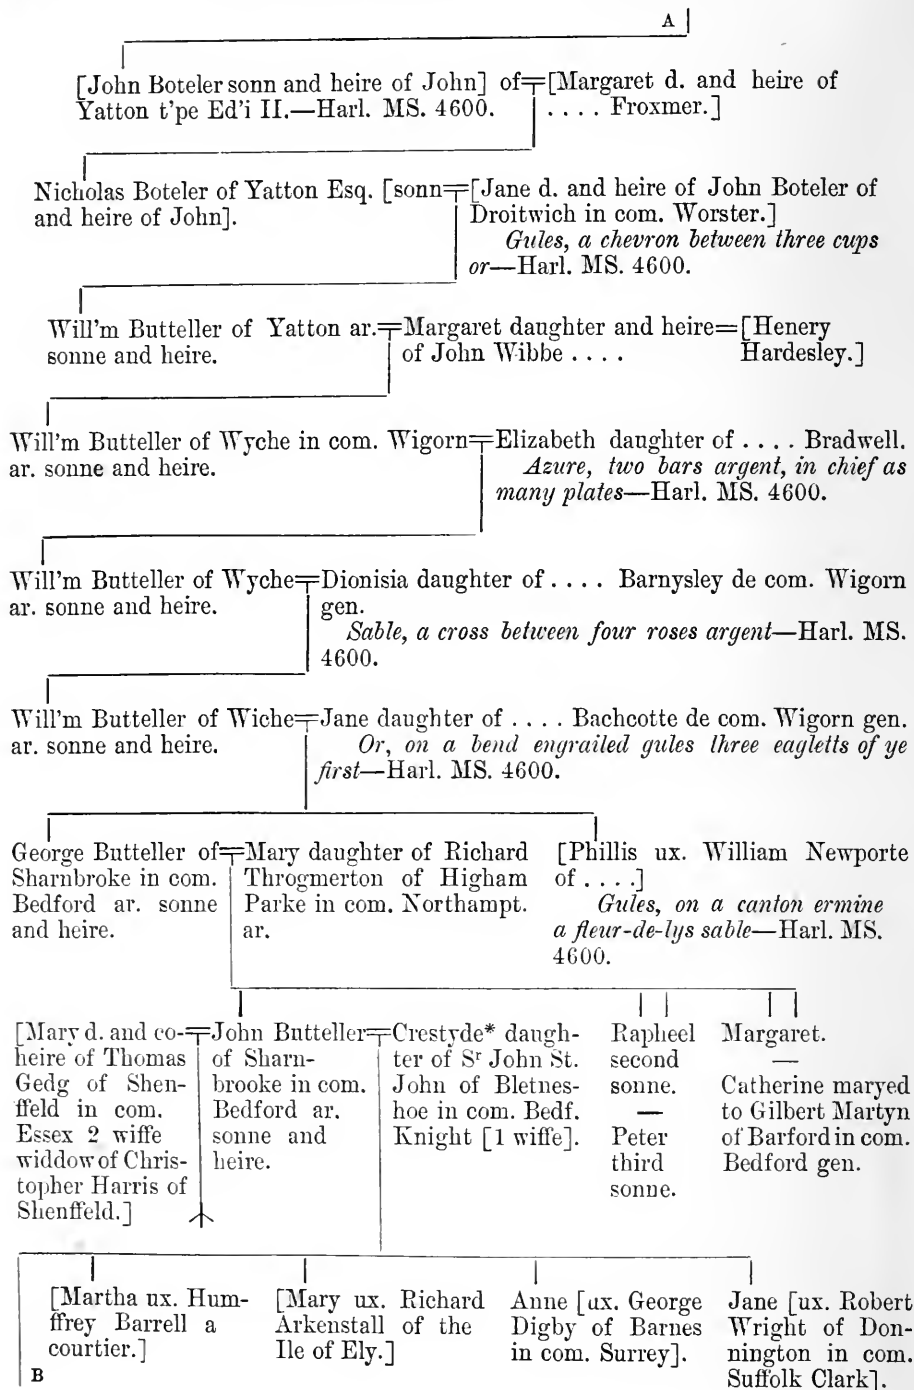 A
[John Boteler sonn and heire of John] of
Yatton t'pe Ed'i II.—Harl. MS. 4600.
[Margaret d. and heire of
. . . . Froxmer.]
Nicholas Boteler of Yatton Esq. [sonn
and heire of John].
[Jane d. and heire of John Boteler of
Droitwich in com. Worster.]
Gules, a chevron between three cups
or—Harl. MS. 4600.
Will'm Butteller of Yatton ar.
sonne and heire.
Margaret daughter and heire
of John Wibbe . . . .
[Henery
Hardesley.]
Will'm Butteller of Wyche in com. Wigorn
ar. sonne and heire.
Elizabeth daughter of . . . . Bradwell.
Azure, two bars argent, in chief as
many plates—Harl. MS. 4600.
Will'm Butteller of Wyche
ar. sonne and heire.
Dionisia daughter of . . . . Barnysley de com. Wigorn
gen.
Sable, a cross between four roses argent—Harl. MS.
4600.
Will'm Butteller of Wiche
ar. sonne and heire.
Jane daughter of . . . . Bachcotte de com. Wigorn gen.
Or, on a bend engrailed gules three eagletts of ye
first—Harl. MS. 4600.
George Butteller of
Sharnbroke in com.
Bedford ar. sonne
and heire.
Mary daughter of Richard
Throgmerton of Higham
Parke in com. Northampt.
ar.
[Phillis ux. William Newporte
of . . . .]
Gules, on a canton ermine
a fleur-de-lys sable—Harl. MS.
4600.
[Mary d. and co-
heire of Thomas
Gedg of Shen-
ffeld in com.
Essex 2 wiffe
widdow of Chris-
topher Harris of
Shenffeld.]
John Butteller
of Sharn-
brooke in com.
Bedford ar.
sonne and
heire.
Crestyde* daugh-
ter of Sr John St.
John of Bletnes-
hoe in com. Bedf.
Knight [1 wiffe].
Rapheel
second
sonne.
—
Peter
third
sonne.
Margaret.
—
Catherine maryed
to Gilbert Martyn
of Barford in com.
Bedford gen.
[Martha ux. Hum-
ffrey Barrell a
courtier.]
[Mary ux. Richard
Arkenstall of the
Ile of Ely.]
Anne [ux. George
Digby of Barnes
in com. Surrey].
Jane [ux. Robert
Wright of Don-
nington in com.
Suffolk Clark].
B